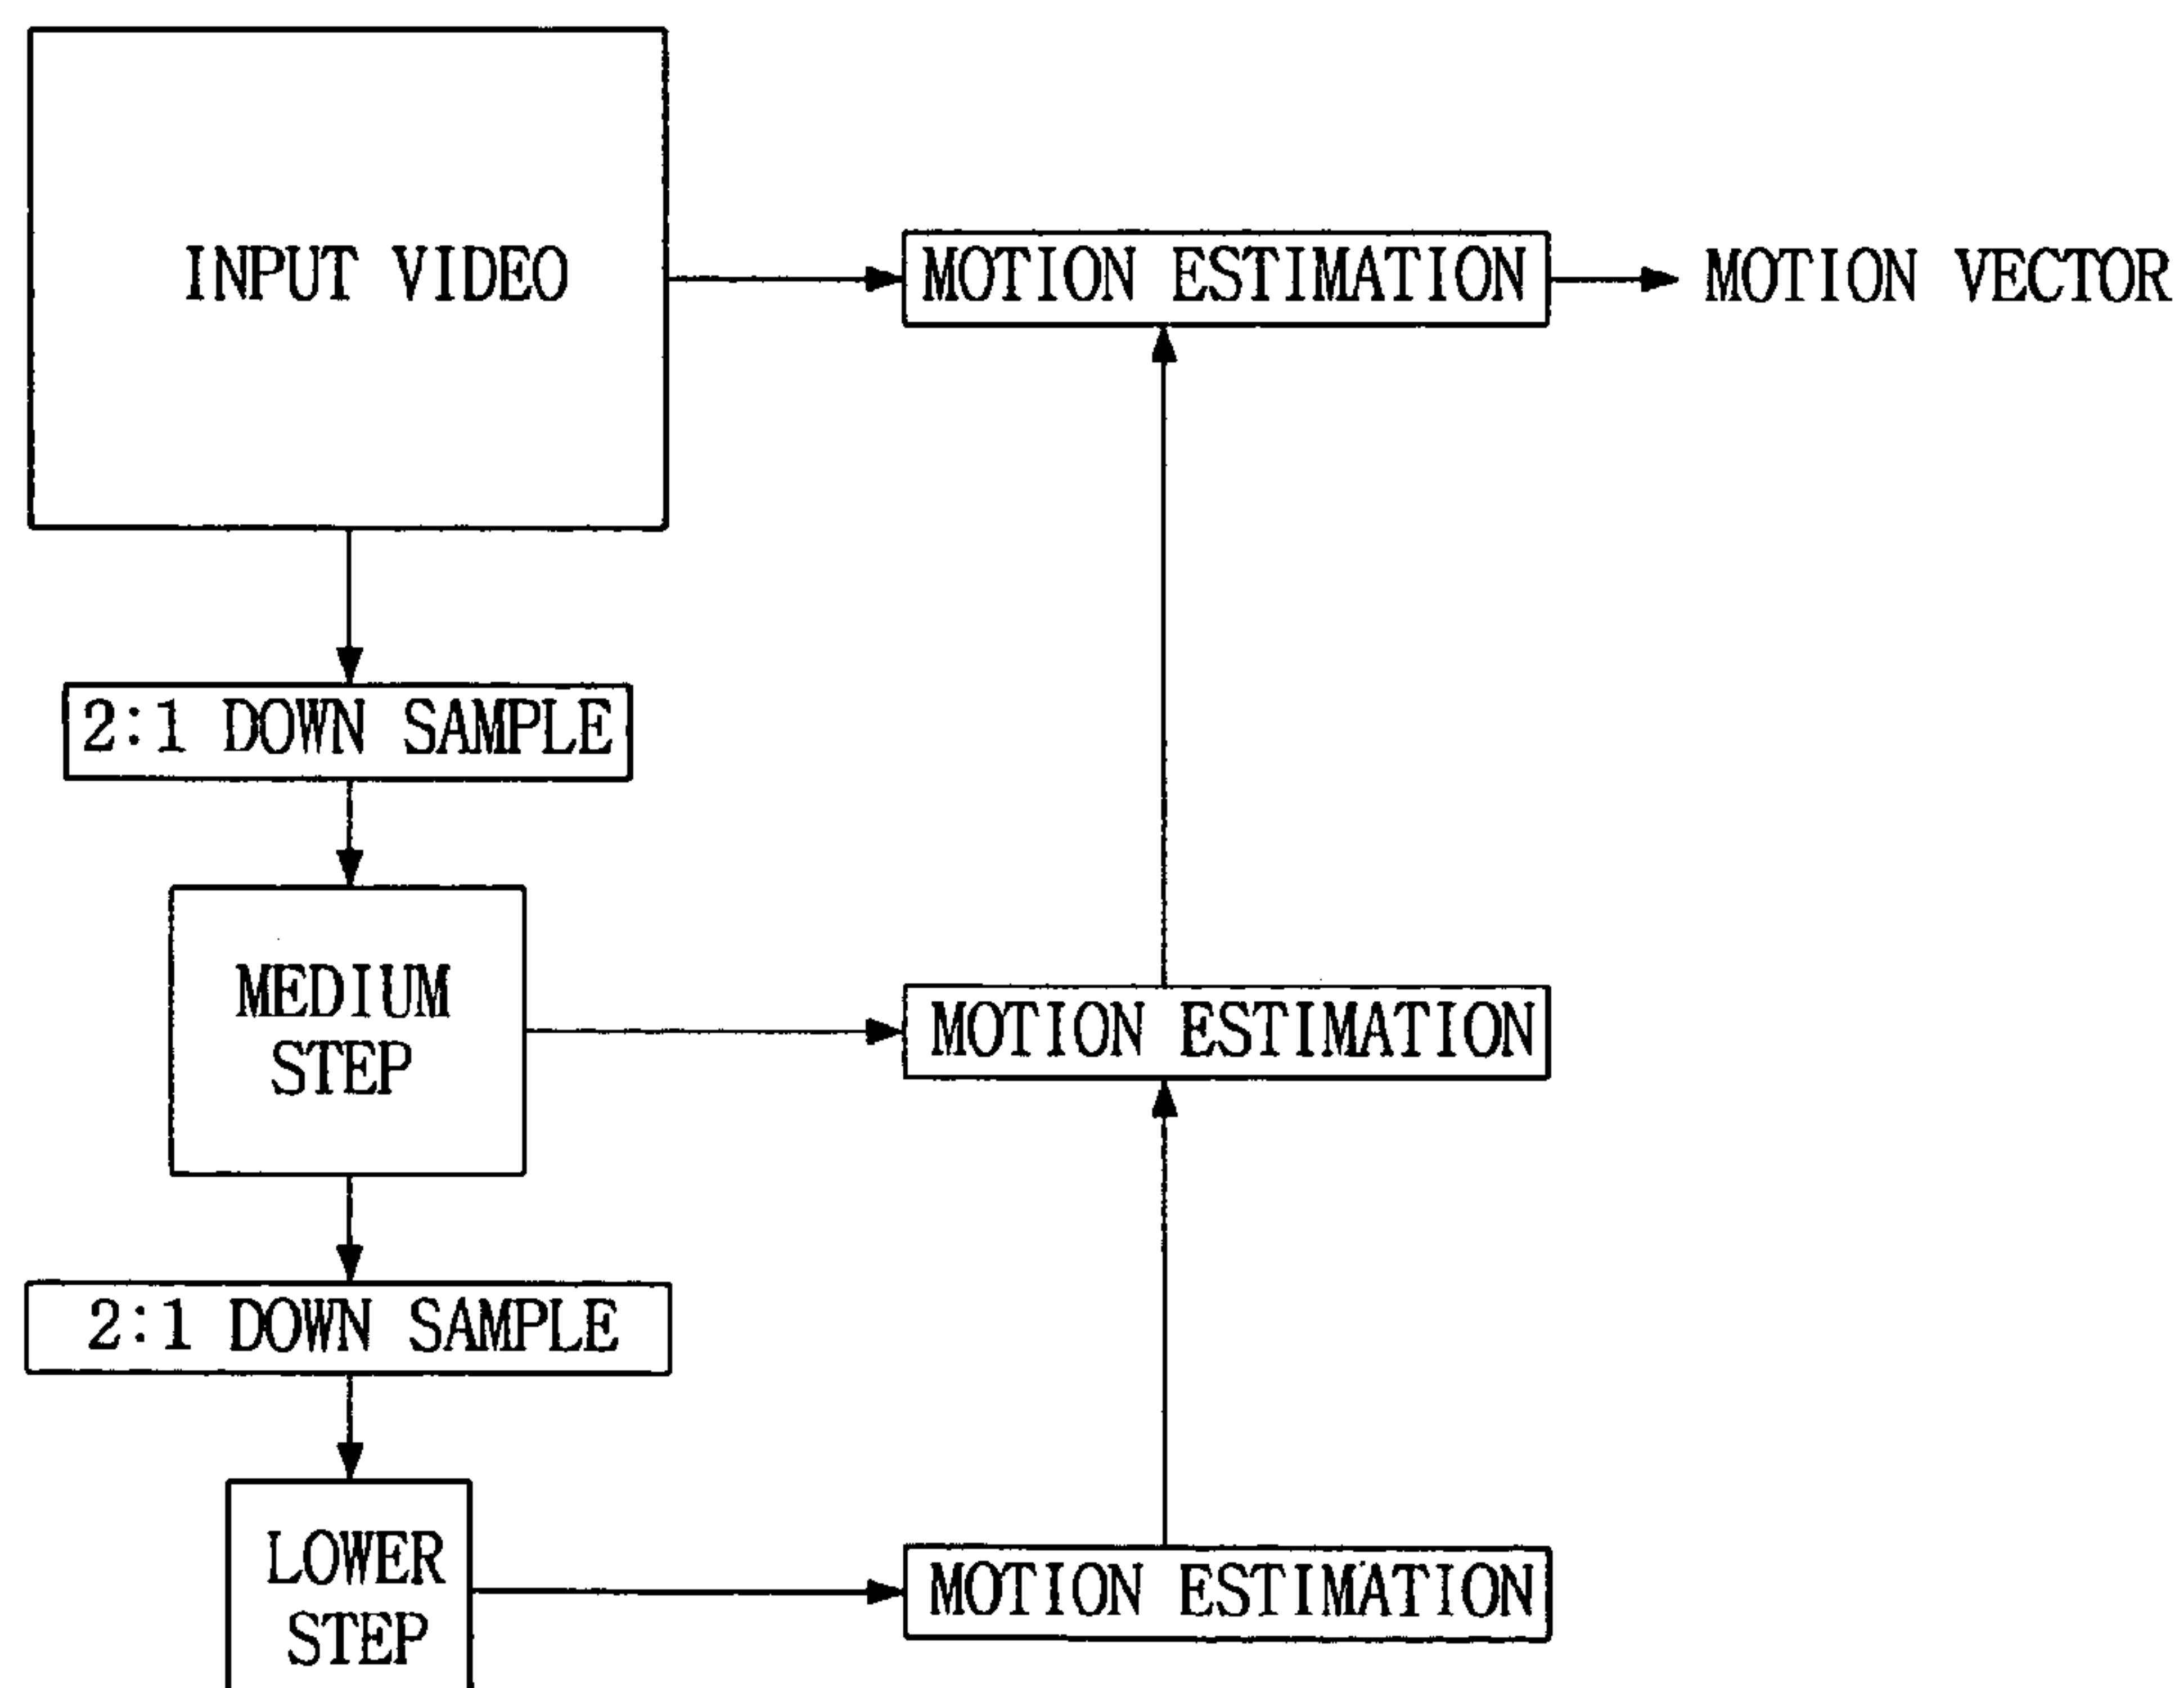 INPUT VIDEO
MOTION ESTIMATION
MOTION VECTOR
2:1 DOWN SAMPLE
MEDIUM
STEP
MOTION ESTIMATION
2:1 DOWN SAMPLE
LOWER
STEP
MOTION ESTIMATION